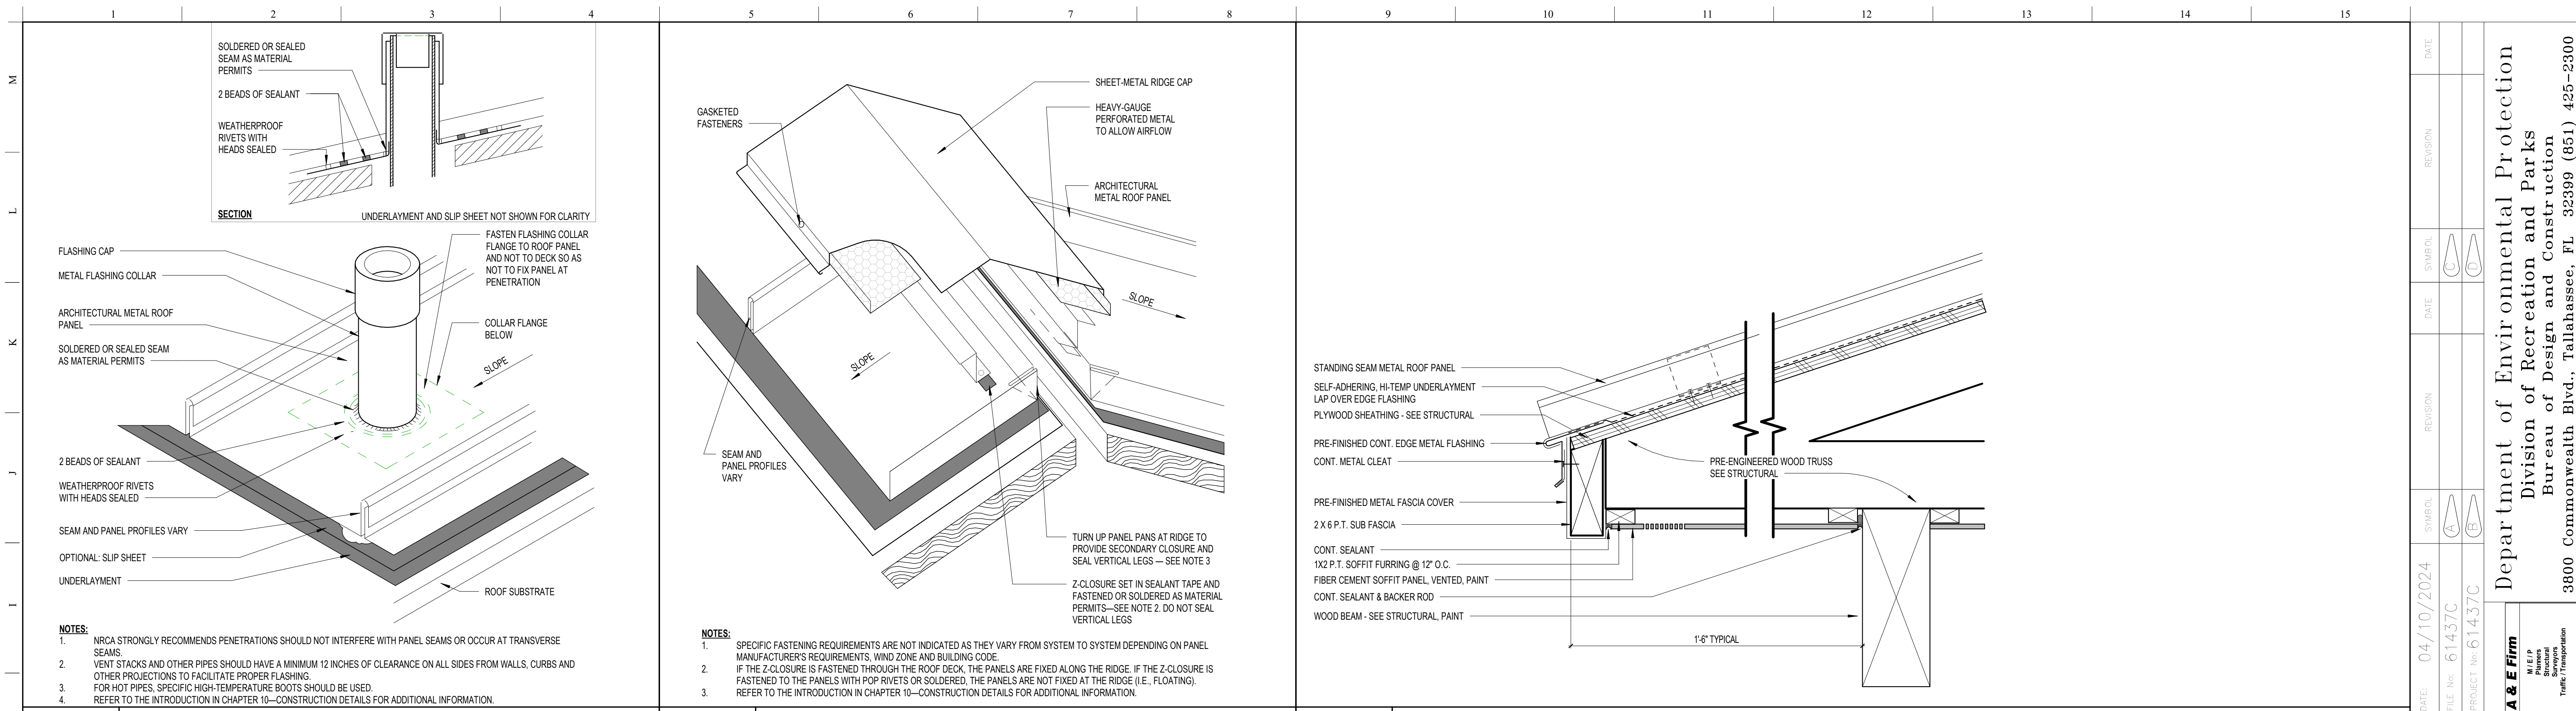 1 2 3 4 5 6 7 8 9 10 11 12 13 14 15
M
L
K
J
I
SOLDERED OR SEALED
SEAM AS MATERIAL
PERMITS
2 BEADS OF SEALANT
WEATHERPROOF
RIVETS WITH
HEADS SEALED
SECTION
UNDERLAYMENT AND SLIP SHEET NOT SHOWN FOR CLARITY
FLASHING CAP
METAL FLASHING COLLAR
ARCHITECTURAL METAL ROOF
PANEL
SOLDERED OR SEALED SEAM
AS MATERIAL PERMITS
2 BEADS OF SEALANT
WEATHERPROOF RIVETS
WITH HEADS SEALED
SEAM AND PANEL PROFILES VARY
OPTIONAL: SLIP SHEET
UNDERLAYMENT
FASTEN FLASHING COLLAR
FLANGE TO ROOF PANEL
AND NOT TO DECK SO AS
NOT TO FIX PANEL AT
PENETRATION
COLLAR FLANGE
BELOW
SLOPE
ROOF SUBSTRATE
NOTES:
1. NRCA STRONGLY RECOMMENDS PENETRATIONS SHOULD NOT INTERFERE WITH PANEL SEAMS OR OCCUR AT TRANSVERSE
SEAMS.
2. VENT STACKS AND OTHER PIPES SHOULD HAVE A MINIMUM 12 INCHES OF CLEARANCE ON ALL SIDES FROM WALLS, CURBS AND
OTHER PROJECTIONS TO FACILITATE PROPER FLASHING.
3. FOR HOT PIPES, SPECIFIC HIGH-TEMPERATURE BOOTS SHOULD BE USED.
4. REFER TO THE INTRODUCTION IN CHAPTER 10—CONSTRUCTION DETAILS FOR ADDITIONAL INFORMATION.
GASKETED
FASTENERS
SHEET-METAL RIDGE CAP
HEAVY-GAUGE
PERFORATED METAL
TO ALLOW AIRFLOW
ARCHITECTURAL
METAL ROOF PANEL
SLOPE
SLOPE
SEAM AND
PANEL PROFILES
VARY
TURN UP PANEL PANS AT RIDGE TO
PROVIDE SECONDARY CLOSURE AND
SEAL VERTICAL LEGS — SEE NOTE 3
Z-CLOSURE SET IN SEALANT TAPE AND
FASTENED OR SOLDERED AS MATERIAL
PERMITS—SEE NOTE 2. DO NOT SEAL
VERTICAL LEGS
NOTES:
1. SPECIFIC FASTENING REQUIREMENTS ARE NOT INDICATED AS THEY VARY FROM SYSTEM TO SYSTEM DEPENDING ON PANEL
MANUFACTURER'S REQUIREMENTS, WIND ZONE AND BUILDING CODE.
2. IF THE Z-CLOSURE IS FASTENED THROUGH THE ROOF DECK, THE PANELS ARE FIXED ALONG THE RIDGE. IF THE Z-CLOSURE IS
FASTENED TO THE PANELS WITH POP RIVETS OR SOLDERED, THE PANELS ARE NOT FIXED AT THE RIDGE (I.E., FLOATING).
3. REFER TO THE INTRODUCTION IN CHAPTER 10—CONSTRUCTION DETAILS FOR ADDITIONAL INFORMATION.
STANDING SEAM METAL ROOF PANEL
SELF-ADHERING, HI-TEMP UNDERLAYMENT
LAP OVER EDGE FLASHING
PLYWOOD SHEATHING - SEE STRUCTURAL
PRE-FINISHED CONT. EDGE METAL FLASHING
CONT. METAL CLEAT
PRE-ENGINEERED WOOD TRUSS
SEE STRUCTURAL
PRE-FINISHED METAL FASCIA COVER
2 X 6 P.T. SUB FASCIA
CONT. SEALANT
1X2 P.T. SOFFIT FURRING @ 12" O.C.
FIBER CEMENT SOFFIT PANEL, VENTED, PAINT
CONT. SEALANT & BACKER ROD
WOOD BEAM - SEE STRUCTURAL, PAINT
1'-6" TYPICAL
DATE
REVISION
SYMBOL
C
D
DATE
REVISION
SYMBOL
A
B
DATE: 04/10/2024
FILE No: 61437C
PROJECT No: 61437C
Department of Environmental Protection
Division of Recreation and Parks
Bureau of Design and Construction
3800 Commonwealth Blvd., Tallahassee, FL 32399 (851) 425-2300
A & E Firm
M / E / P
Planners
Structural
Surveyors
Traffic / Transportation